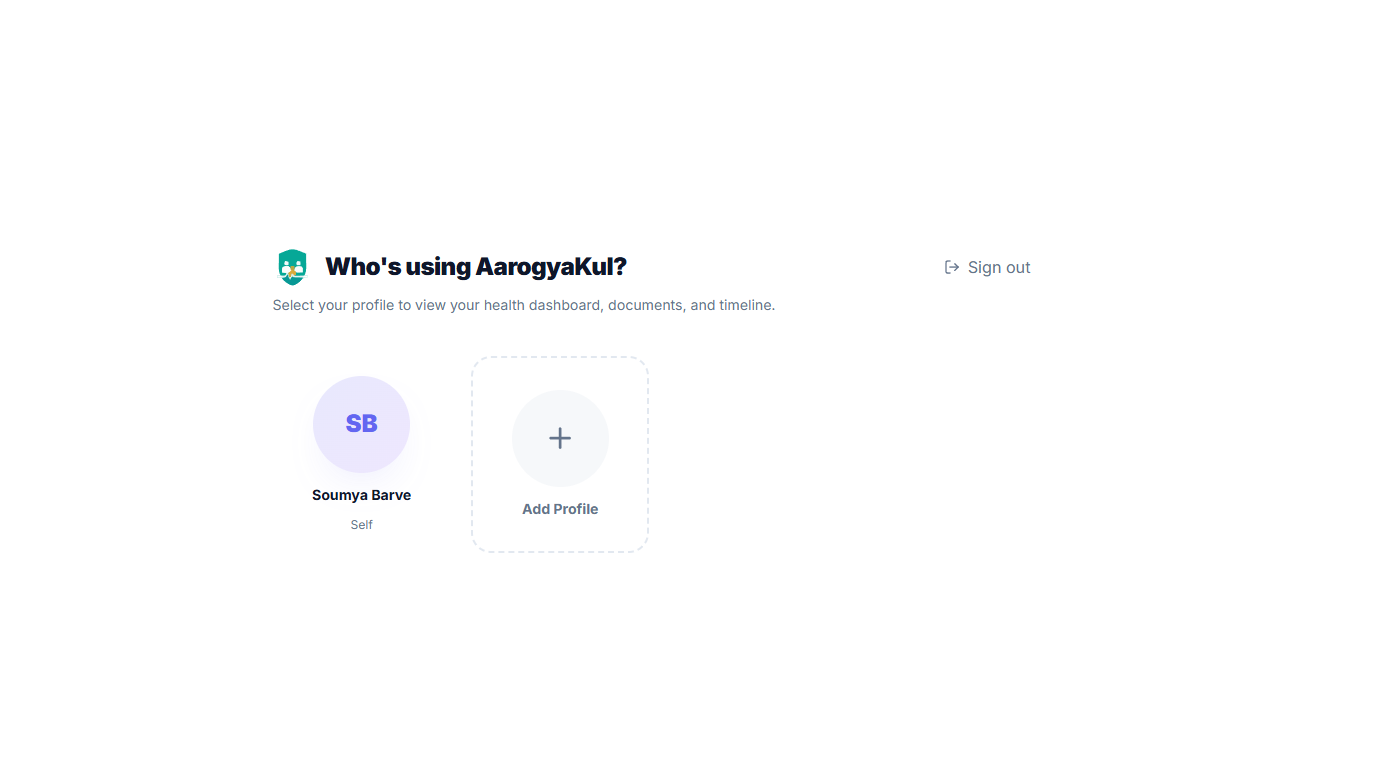 Who's using AarogyaKul?
Sign out
Select your profile to view your health dashboard, documents, and timeline.
SB
Soumya Barve
Self
Add Profile